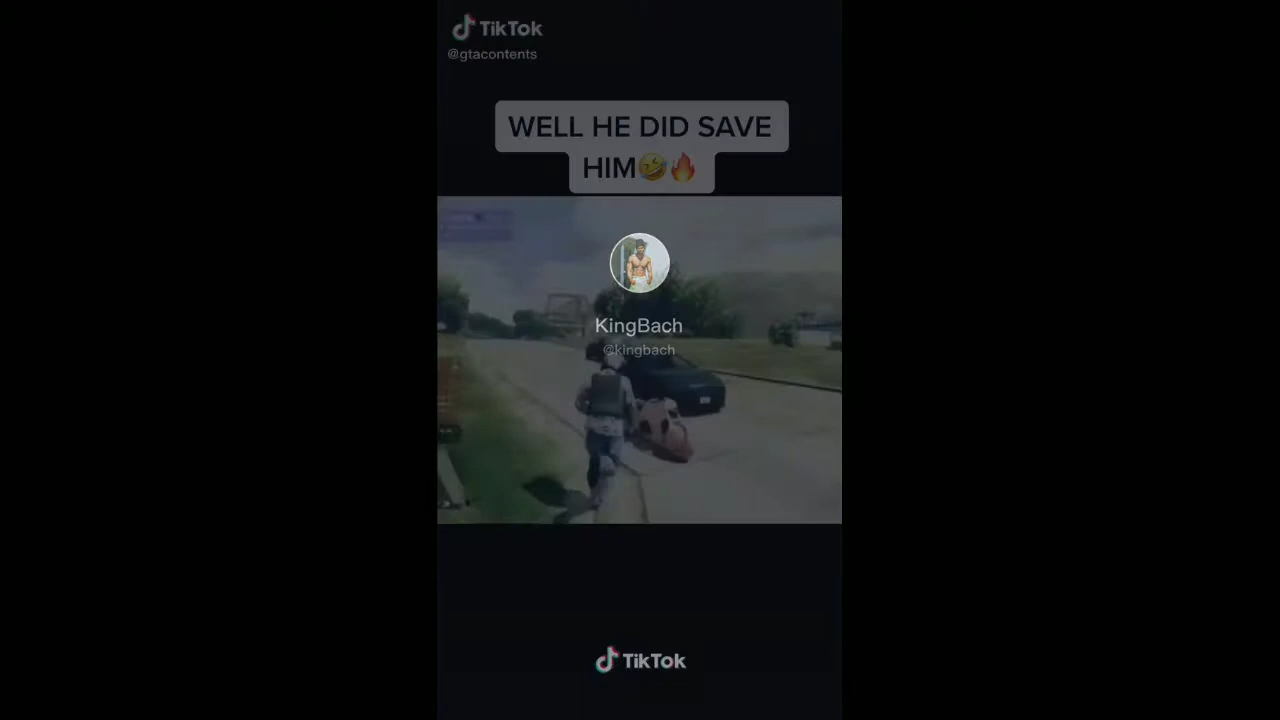 TikTok
@gtacontents
WELL HE DID SAVE
HIM🤣🔥
KingBach
@kingbach
TikTok